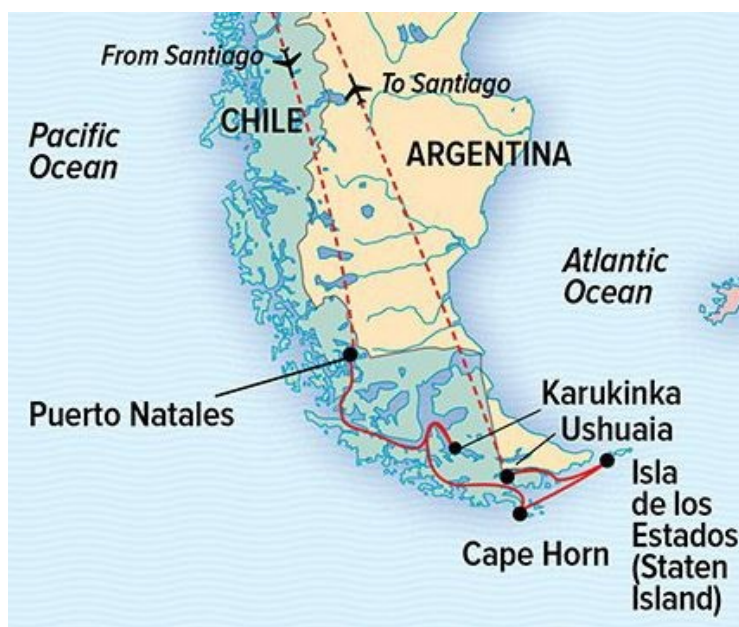 From Santiago
To Santiago
CHILE
Pacific
Ocean
ARGENTINA
Atlantic
Ocean
Puerto Natales
Karukinka
Ushuaia
Isla
de los
Estados
(Staten
Island)
Cape Horn